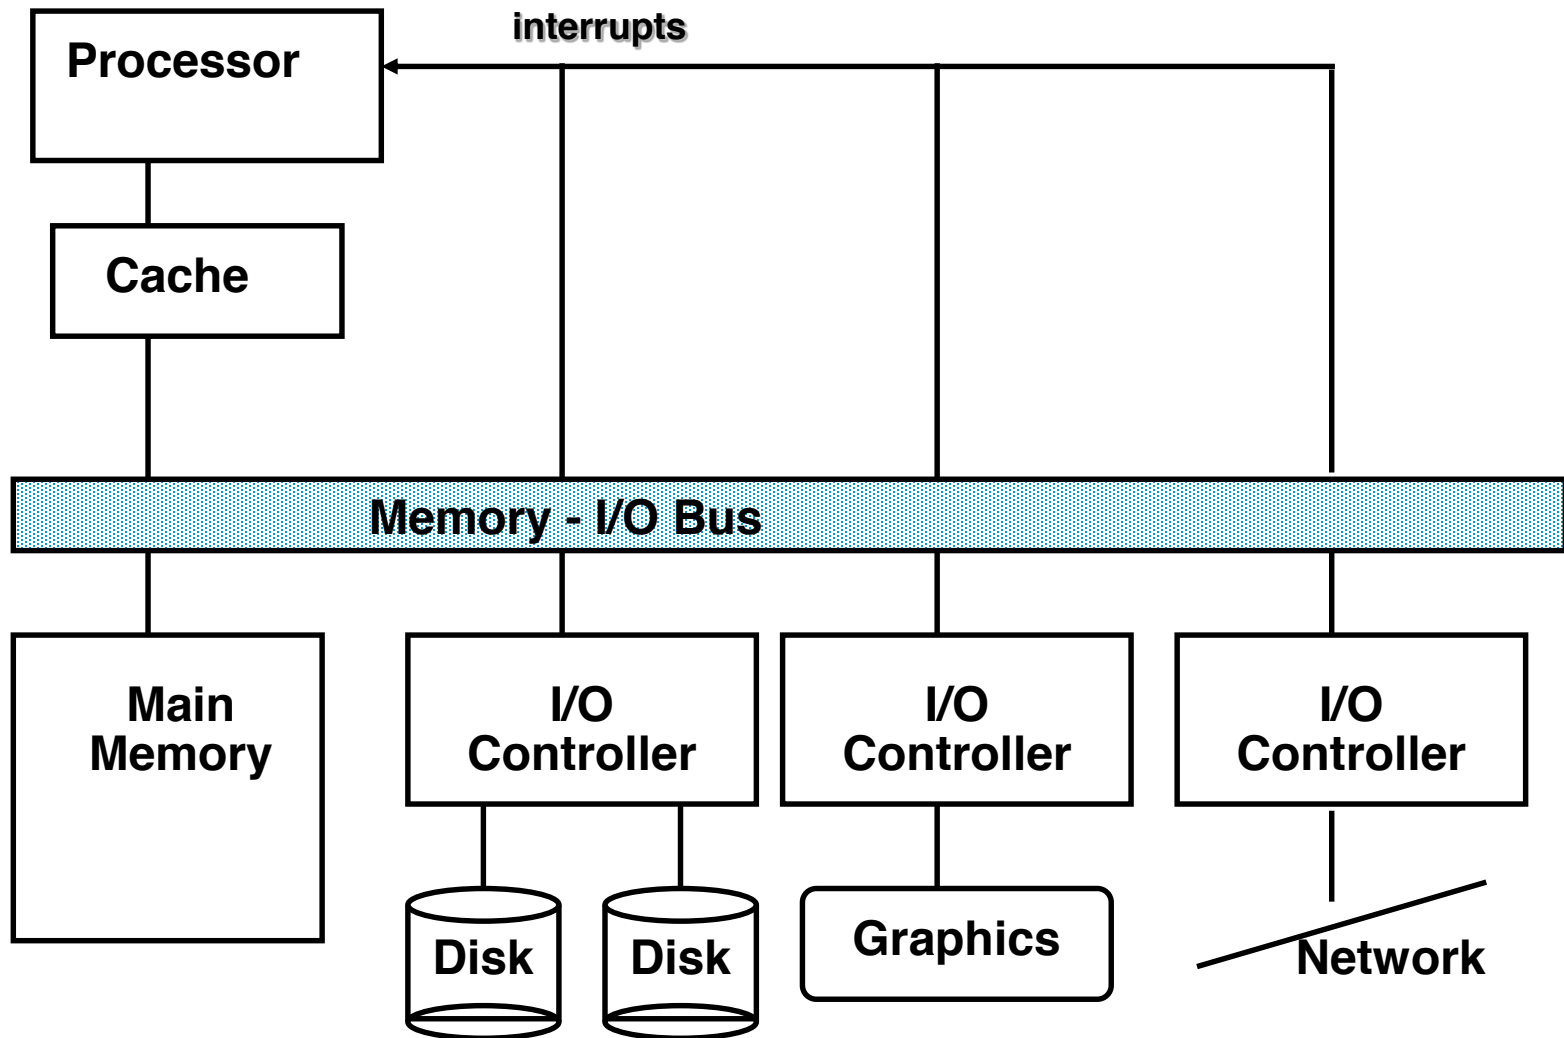 interrupts
Processor
Cache
Memory - I/O Bus
Main
Memory
I/O
Controller
I/O
Controller
I/O
Controller
Disk
Disk
Graphics
Network